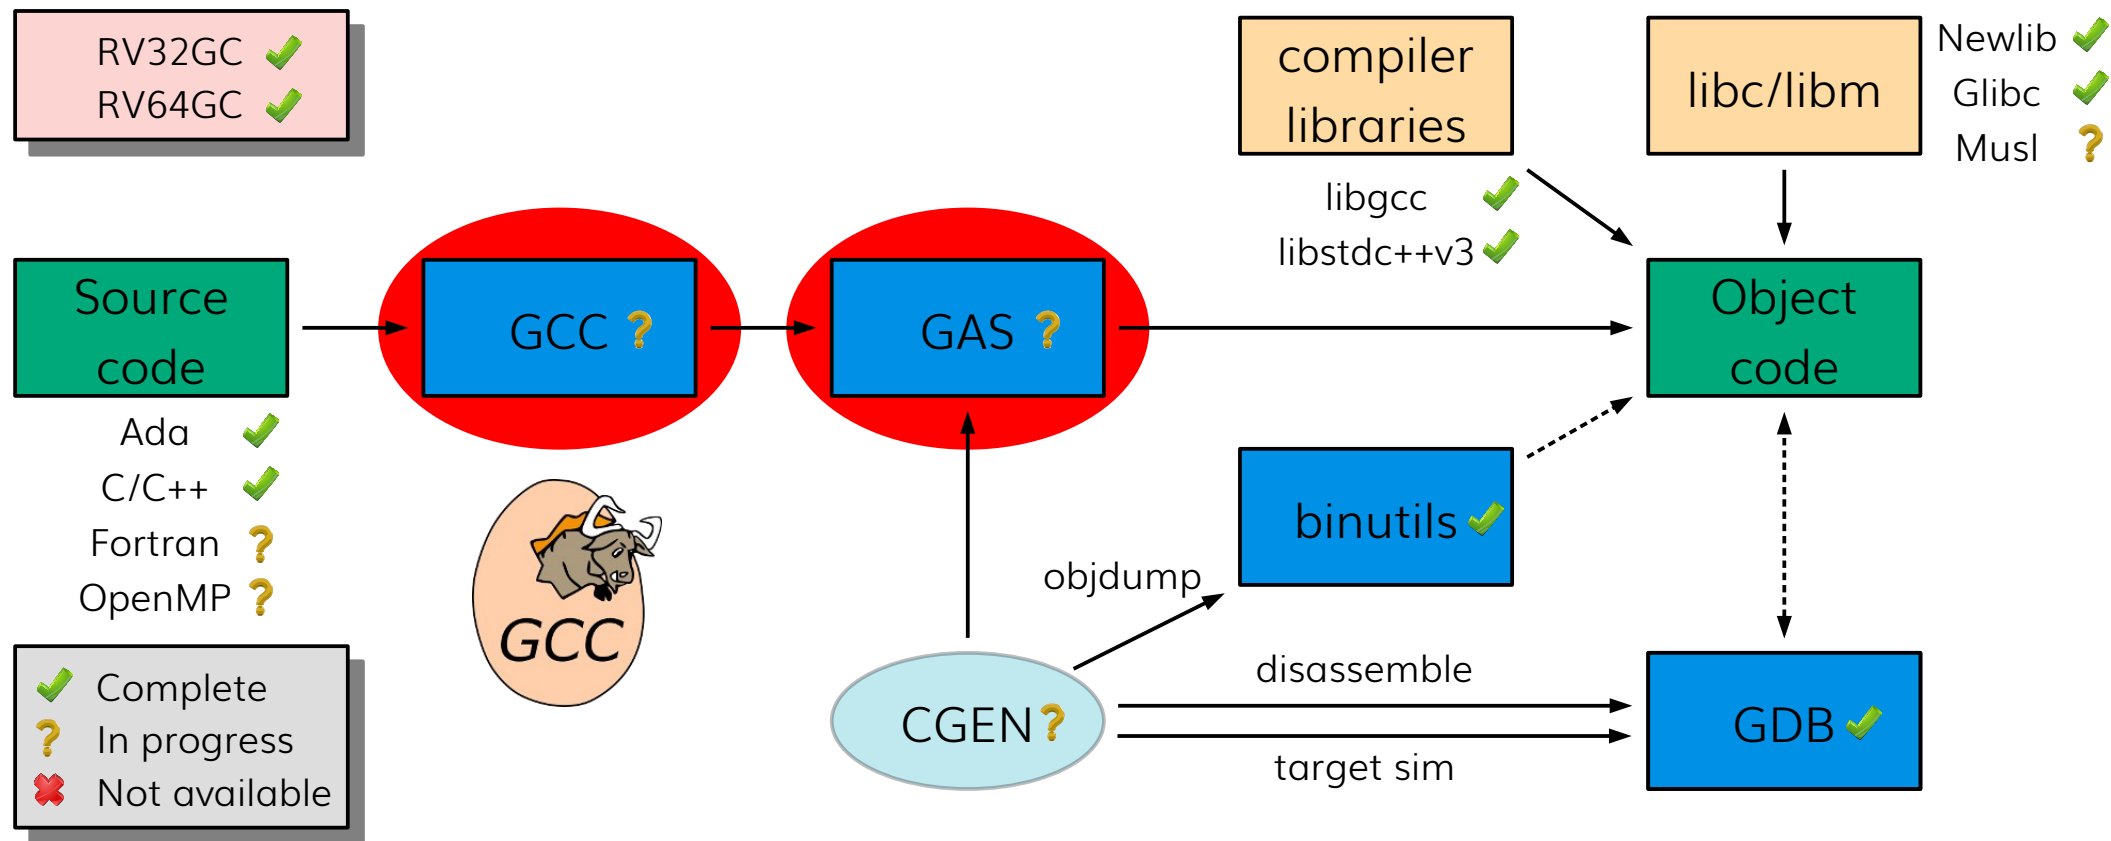 RV32GC
RV64GC
compiler
libraries
libc/libm
Newlib
Glibc
Musl
libgcc
libstdc++v3
Source
code
GCC
GAS
Object
code
Ada
C/C++
Fortran
OpenMP
GCC
binutils
objdump
Complete
In progress
Not available
CGEN
disassemble
target sim
GDB